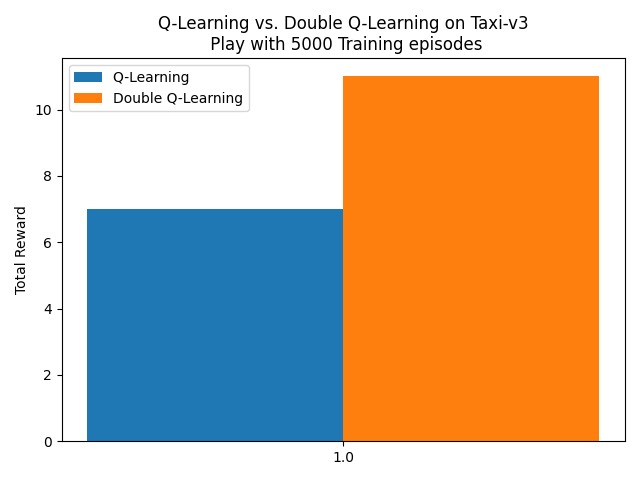 Q-Learning vs. Double Q-Learning on Taxi-v3
Play with 5000 Training episodes
Q-Learning
Double Q-Learning
Total Reward
10
8
6
4
2
0
1.0